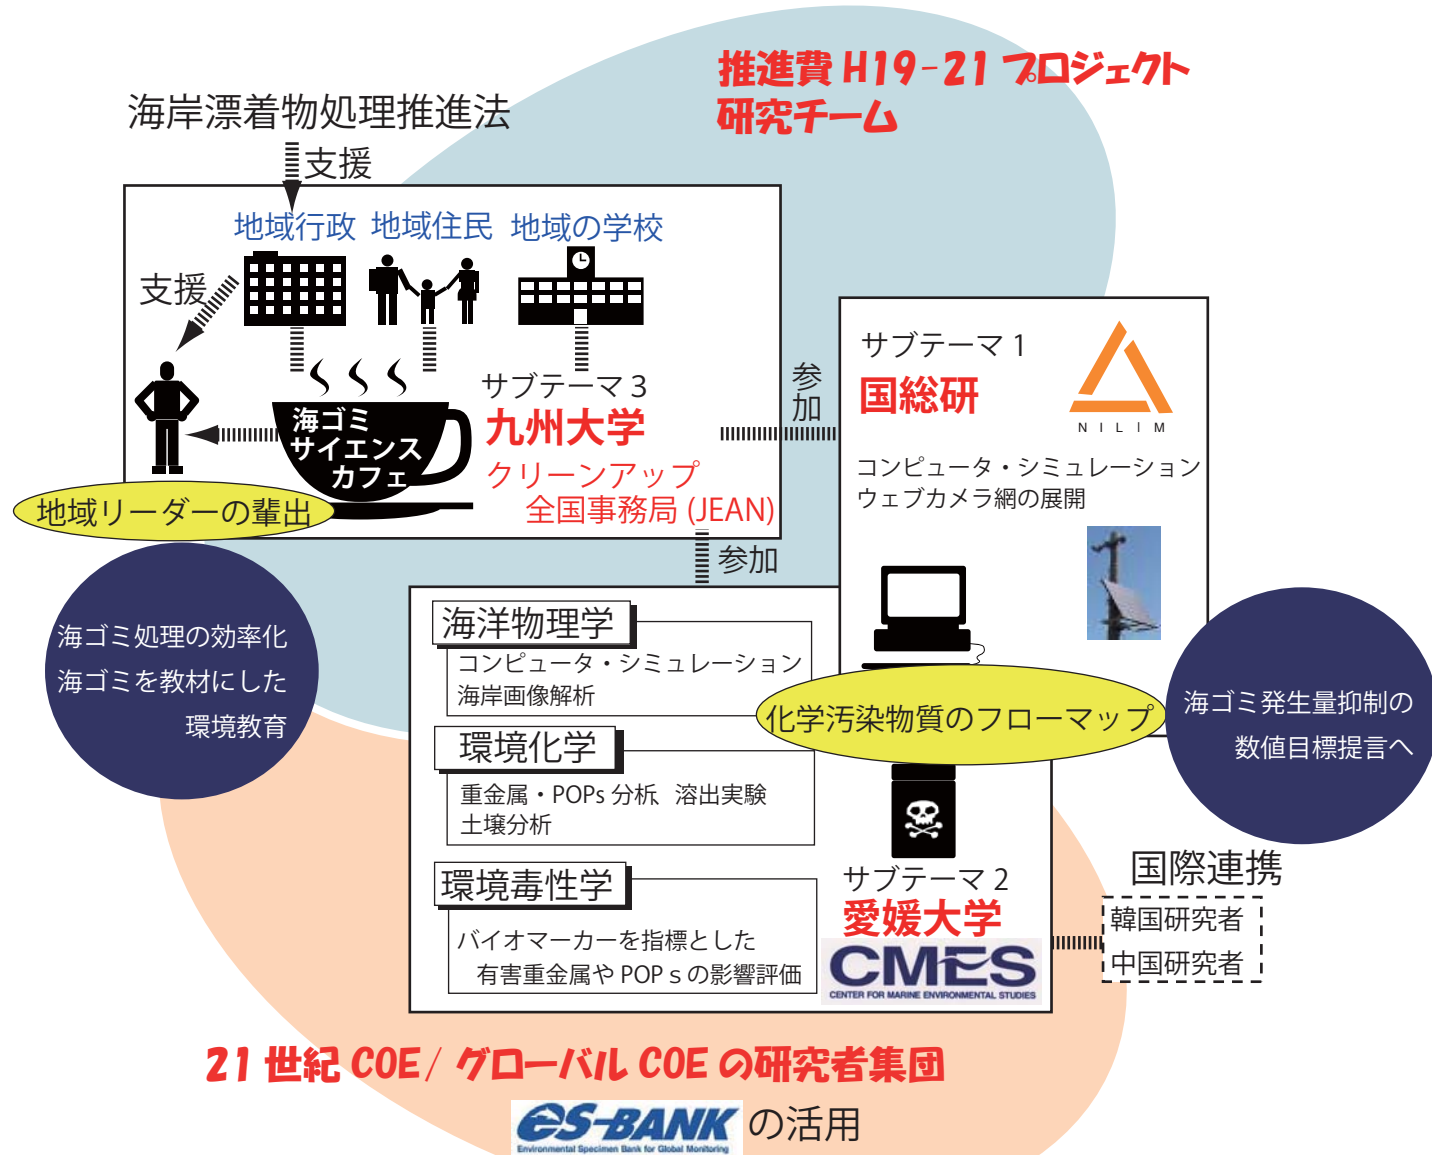 推進費 H19-21 プロジェクト
研究チーム
海岸漂着物処理推進法
支援
地域行政 地域住民 地域の学校
支援
海ゴミ
サイエンス
カフェ
サブテーマ 3
九州大学
クリーンアップ
全国事務局 (JEAN)
地域リーダーの輩出
参加
参加
サブテーマ 1
国総研
NILIM
コンピュータ・シミュレーション
ウェブカメラ網の展開
海ゴミ処理の効率化
海ゴミを教材にした
環境教育
海洋物理学
コンピュータ・シミュレーション
海岸画像解析
環境化学
重金属・POPs 分析、溶出実験
土壌分析
環境毒性学
バイオマーカーを指標とした
有害重金属や POP s の影響評価
化学汚染物質のフローマップ
海ゴミ発生量抑制の
数値目標提言へ
サブテーマ 2
愛媛大学
CMES
CENTER FOR MARINE ENVIRONMENTAL STUDIES
国際連携
韓国研究者
中国研究者
21 世紀 COE/ グローバル COE の研究者集団
es-BANK の活用
Environmental Specimen Bank for Global Monitoring